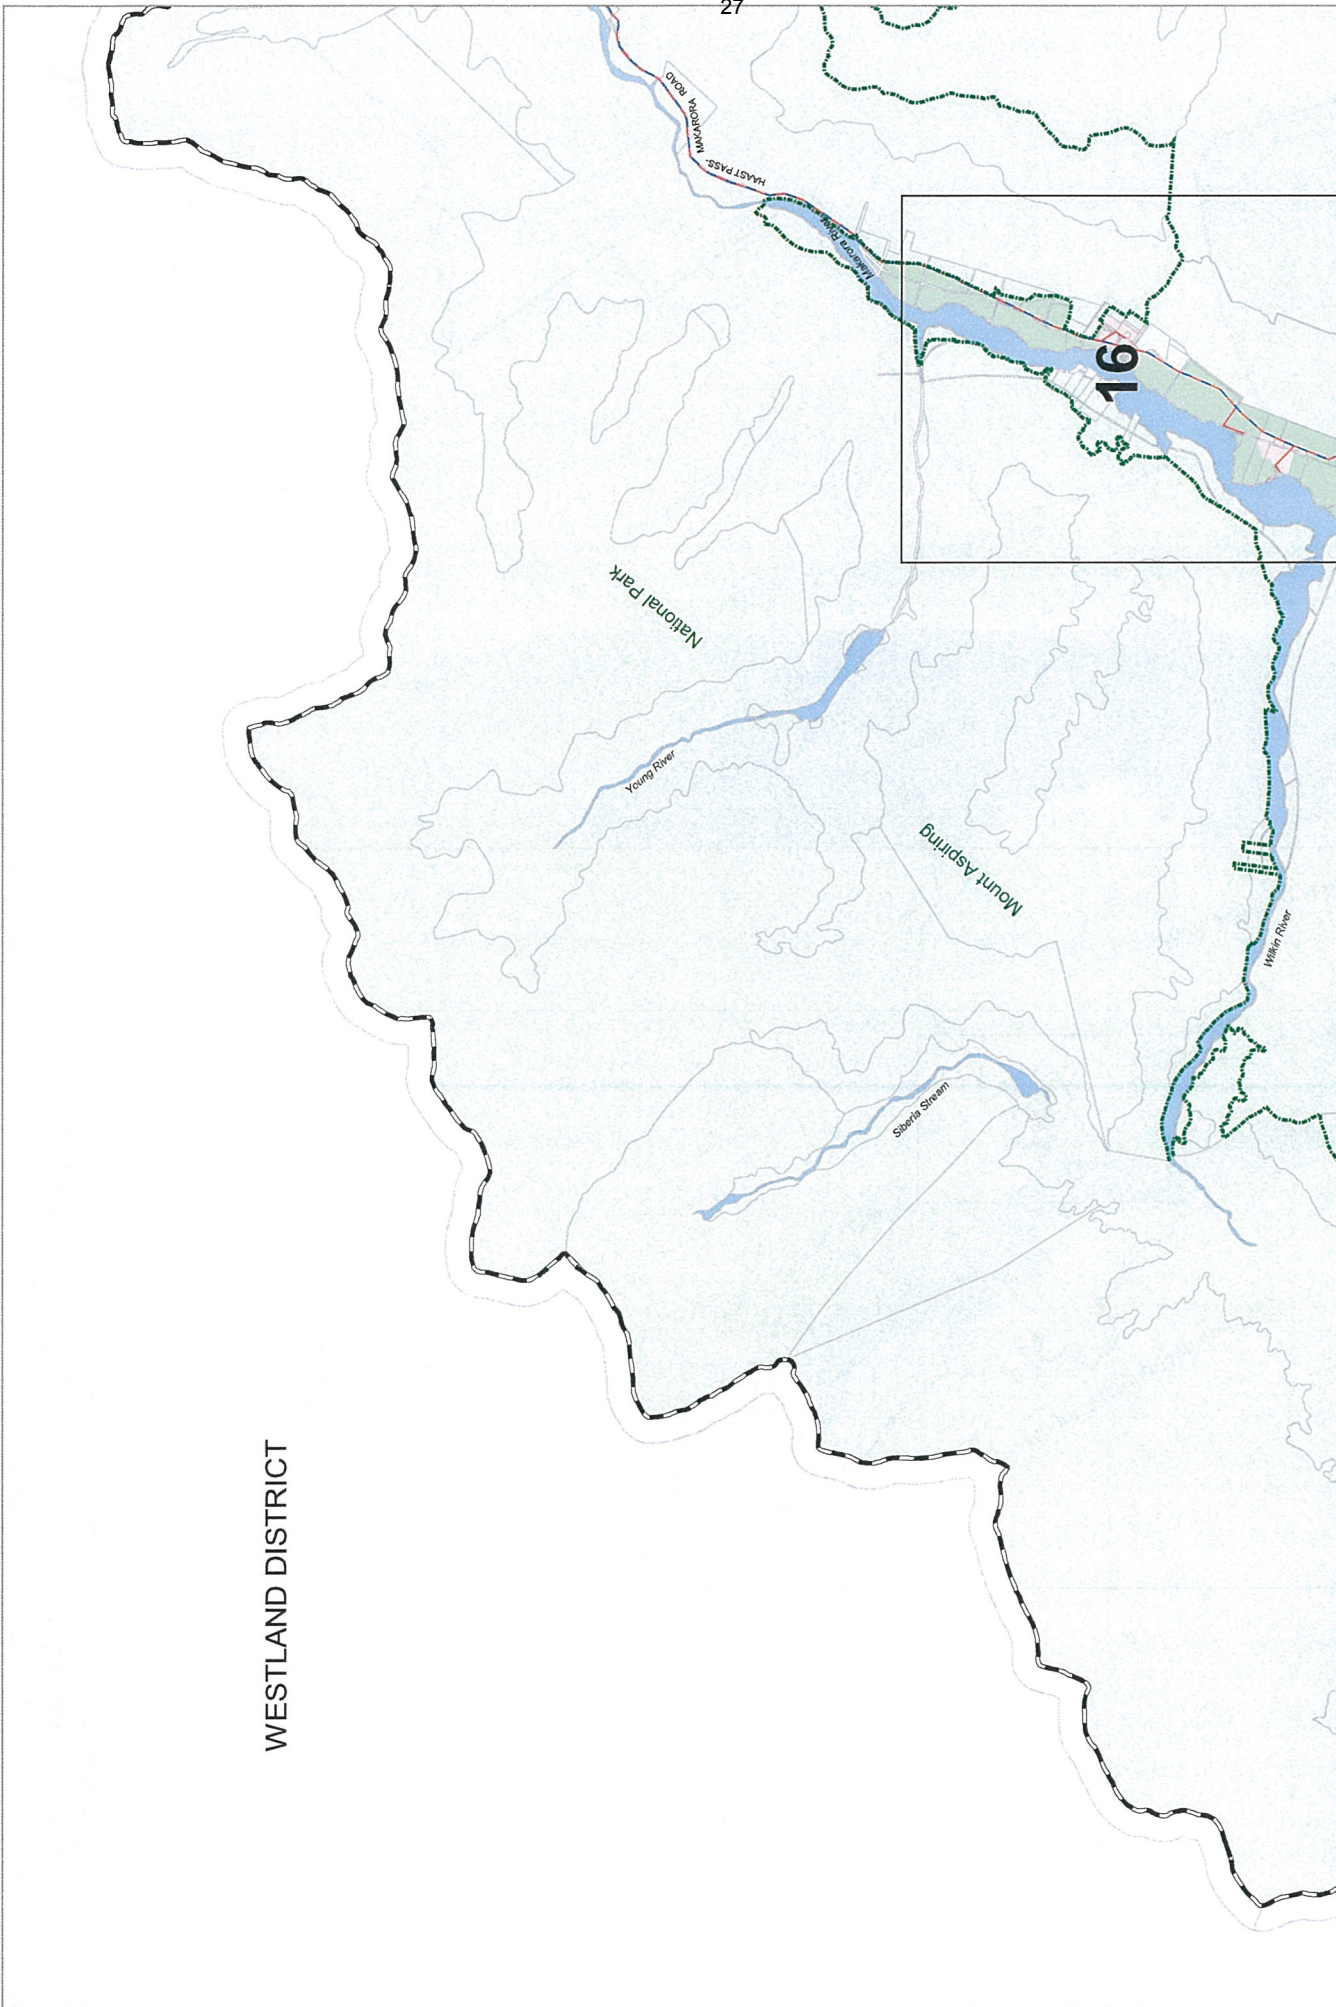 27
HAAST PASS-
MAKARORA ROAD
Makarora River
16
National Park
Young River
Mount Aspiring
Wilkin River
Siberia Stream
WESTLAND DISTRICT